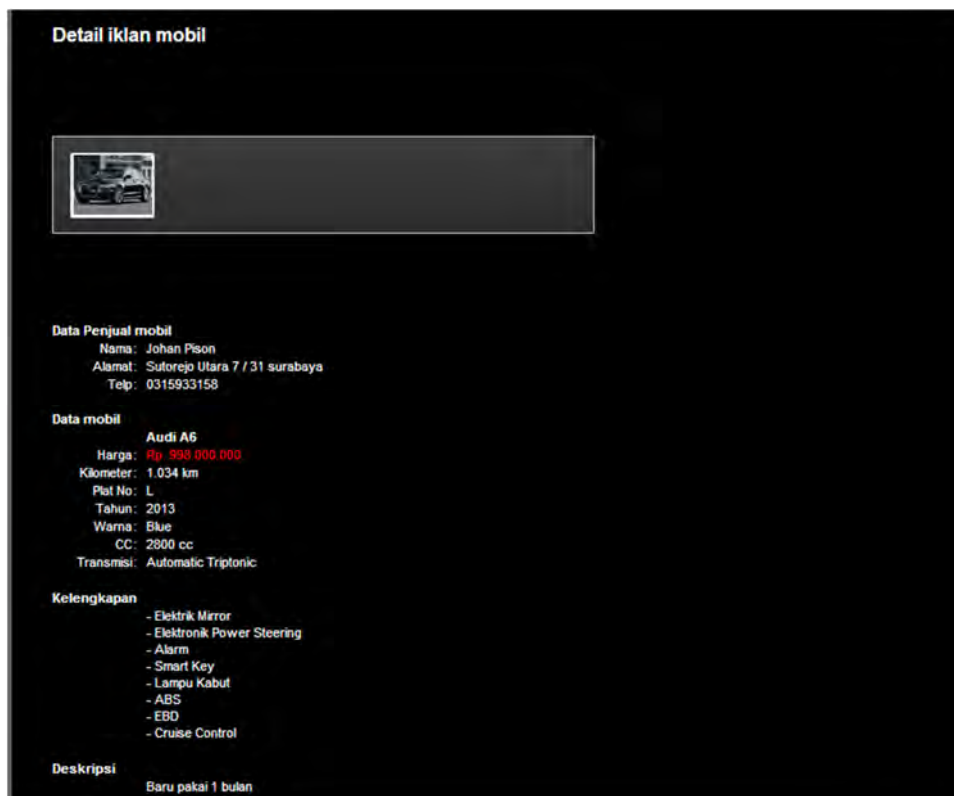 Detail iklan mobil
Data Penjual mobil
Nama: Johan Pison
Alamat: Sutorejo Utara 7 / 31 surabaya
Telp: 0315933158
Data mobil
Audi A6
Harga: Rp. 998.000.000
Kilometer: 1.034 km
Plat No: L
Tahun: 2013
Warna: Blue
CC: 2800 cc
Transmisi: Automatic Triptonic
Kelengkapan
- Elektrik Mirror
- Elektronik Power Steering
- Alarm
- Smart Key
- Lampu Kabut
- ABS
- EBD
- Cruise Control
Deskripsi
Baru pakai 1 bulan